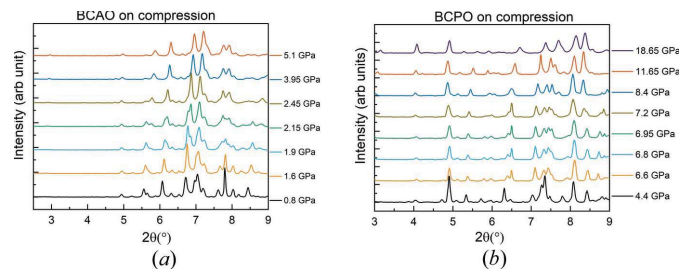 BCAO on compression
Intensity (arb unit)
5.1 GPa
3.95 GPa
2.45 GPa
2.15 GPa
1.9 GPa
1.6 GPa
0.8 GPa
3 4 5 6 7 8 9
2θ(°)
(a)
BCPO on compression
Intensity (arb units)
18.65 GPa
11.65 GPa
8.4 GPa
7.2 GPa
6.95 GPa
6.8 GPa
6.6 GPa
4.4 GPa
3 4 5 6 7 8 9
2θ(°)
(b)